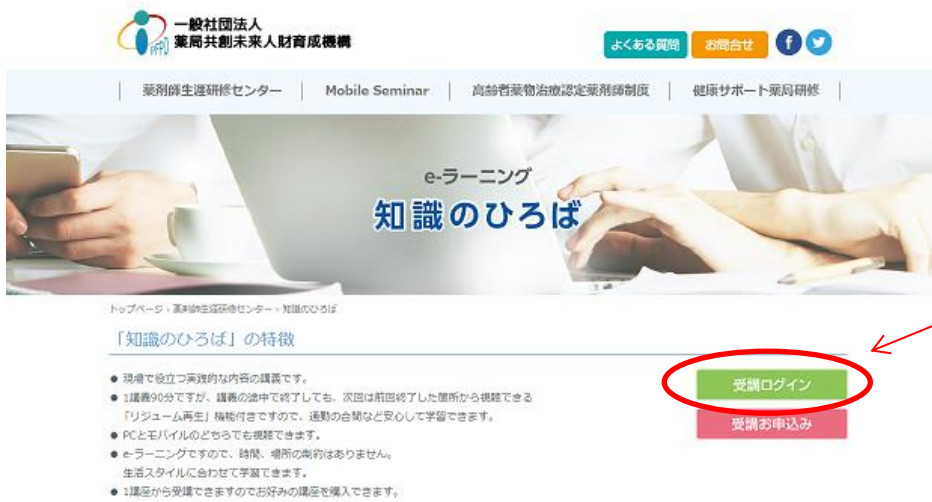 一般社団法人
薬局共創未来人財育成機構
PFPD
よくある質問
お問合せ
薬剤師生涯研修センター
Mobile Seminar
高齢者薬物治療認定薬剤師制度
健康サポート薬局研修
e-ラーニング
知識のひろば
トップページ › 薬剤師生涯研修センター › 知識のひろば
「知識のひろば」の特徴
● 現場で役立つ実践的な内容の講義です。
● 1講義90分ですが、講義の途中で終了しても、次回は前回終了した箇所から視聴できる
「リジューム再生」機能付きですので、通勤の合間など安心して学習できます。
● PCとモバイルのどちらでも視聴できます。
● e-ラーニングですので、時間、場所の制約はありません。
生活スタイルに合わせて学習できます。
● 1講座から受講できますのでお好みの講座を購入できます。
受講ログイン
受講お申込み